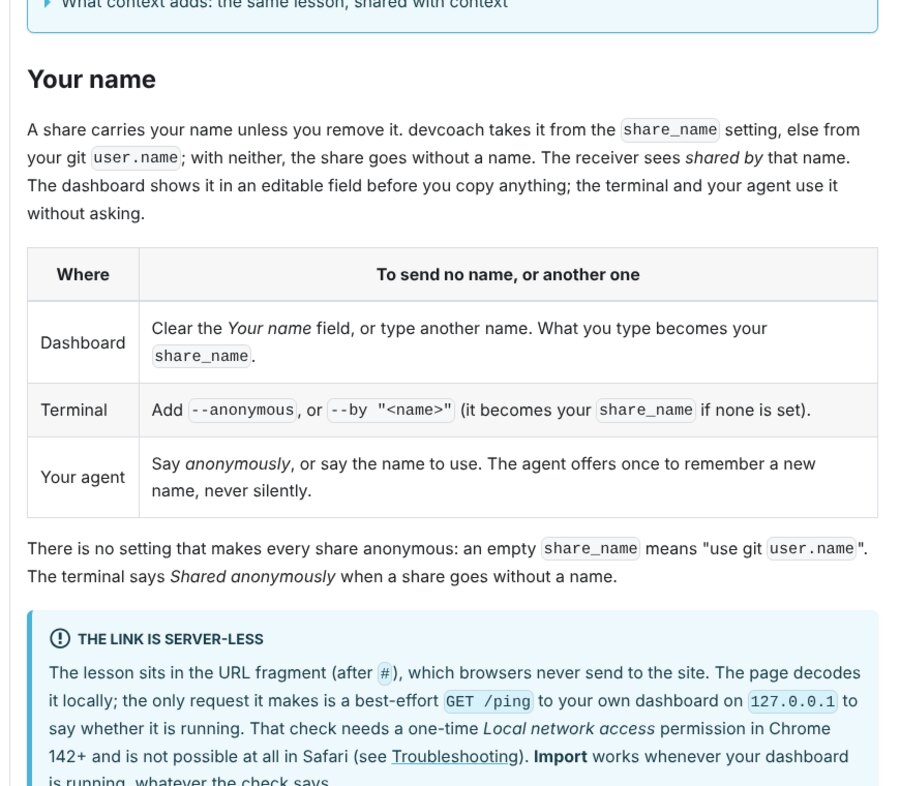 What context adds: the same lesson, shared with context
Your name
A share carries your name unless you remove it. devcoach takes it from the share_name setting, else from
your git user.name; with neither, the share goes without a name. The receiver sees shared by that name.
The dashboard shows it in an editable field before you copy anything; the terminal and your agent use it
without asking.
Where To send no name, or another one
Dashboard Clear the Your name field, or type another name. What you type becomes your
share_name.
Terminal Add --anonymous, or --by "<name>" (it becomes your share_name if none is set).
Your agent Say anonymously, or say the name to use. The agent offers once to remember a new
name, never silently.
There is no setting that makes every share anonymous: an empty share_name means "use git user.name".
The terminal says Shared anonymously when a share goes without a name.
THE LINK IS SERVER-LESS
The lesson sits in the URL fragment (after #), which browsers never send to the site. The page decodes
it locally; the only request it makes is a best-effort GET /ping to your own dashboard on 127.0.0.1 to
say whether it is running. That check needs a one-time Local network access permission in Chrome
142+ and is not possible at all in Safari (see Troubleshooting). Import works whenever your dashboard
is running, whatever the check says.